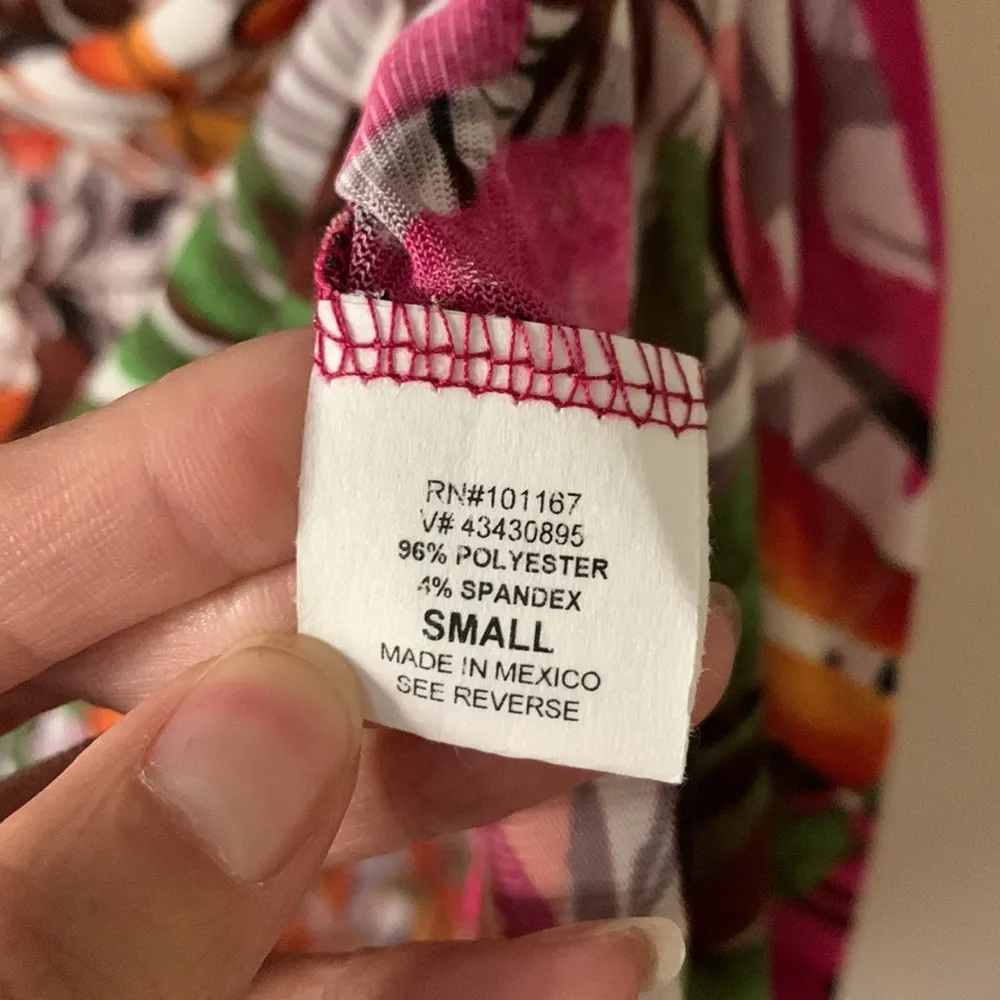 RN#101167
V# 43430895
96% POLYESTER
4% SPANDEX
SMALL
MADE IN MEXICO
SEE REVERSE